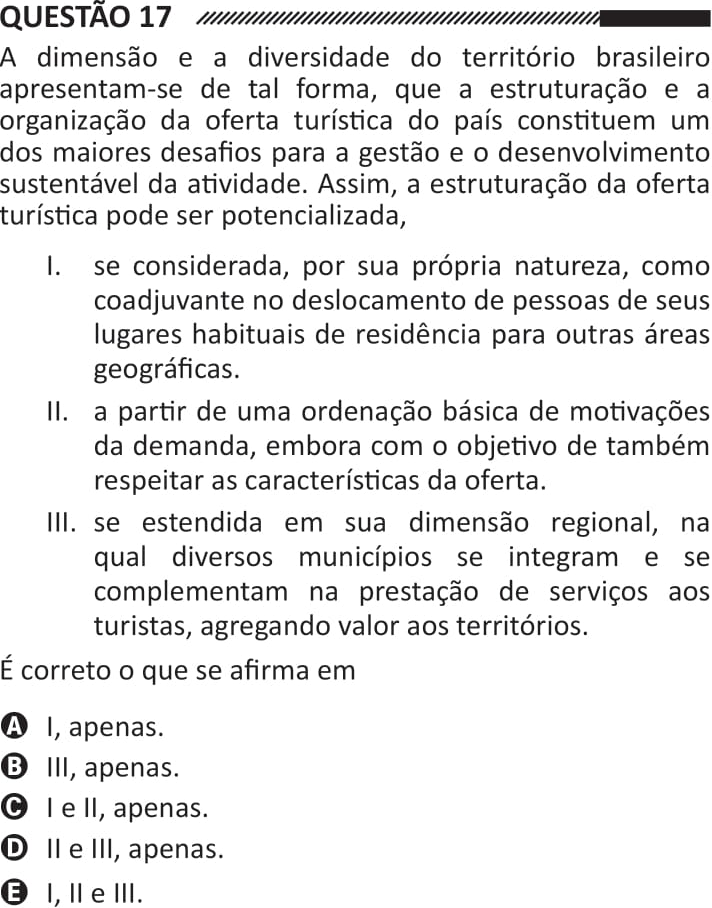 QUESTÃO 17
A dimensão e a diversidade do território brasileiro
apresentam-se de tal forma, que a estruturação e a
organização da oferta turística do país constituem um
dos maiores desafios para a gestão e o desenvolvimento
sustentável da atividade. Assim, a estruturação da oferta
turística pode ser potencializada,
I. se considerada, por sua própria natureza, como
coadjuvante no deslocamento de pessoas de seus
lugares habituais de residência para outras áreas
geográficas.
II. a partir de uma ordenação básica de motivações
da demanda, embora com o objetivo de também
respeitar as características da oferta.
III. se estendida em sua dimensão regional, na
qual diversos municípios se integram e se
complementam na prestação de serviços aos
turistas, agregando valor aos territórios.
É correto o que se afirma em
A I, apenas.
B III, apenas.
C I e II, apenas.
D II e III, apenas.
E I, II e III.